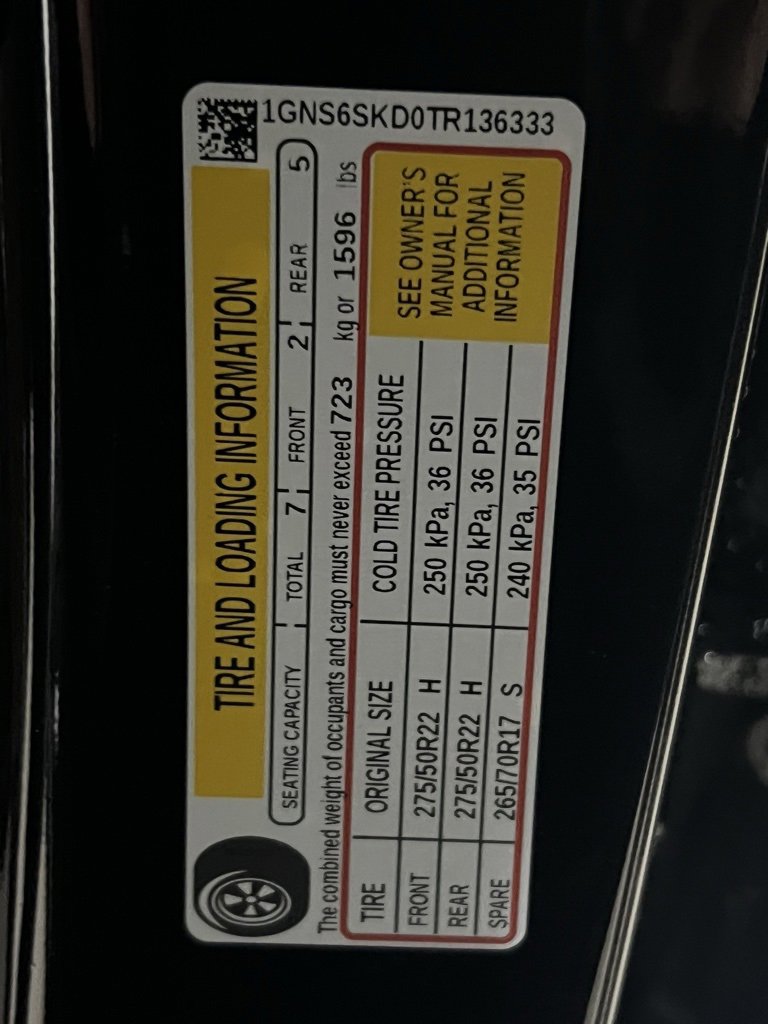 1GNS6SKD0TR136333
TIRE AND LOADING INFORMATION
SEATING CAPACITY TOTAL 7 FRONT 2 REAR 5
The combined weight of occupants and cargo must never exceed 723 kg or 1596 lbs
TIRE ORIGINAL SIZE COLD TIRE PRESSURE
FRONT 275/50R22 H 250 kPa, 36 PSI
REAR 275/50R22 H 250 kPa, 36 PSI
SPARE 265/70R17 S 240 kPa, 35 PSI
SEE OWNER'S
MANUAL FOR
ADDITIONAL
INFORMATION